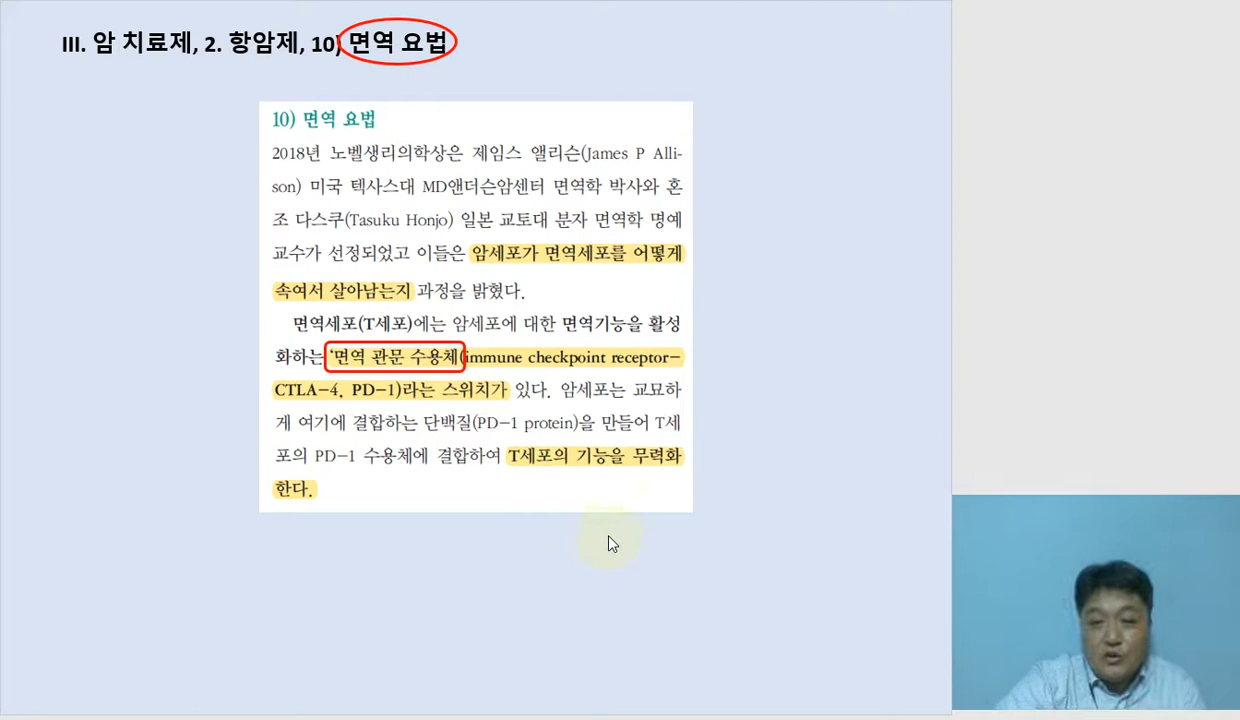 III. 암 치료제, 2. 항암제, 10) 면역 요법
10) 면역 요법
2018년 노벨생리의학상은 제임스 앨리슨(James P Alli-
son) 미국 텍사스대 MD앤더슨암센터 면역학 박사와 혼
조 다스쿠(Tasuku Honjo) 일본 교토대 분자 면역학 명예
교수가 선정되었고 이들은 암세포가 면역세포를 어떻게
속여서 살아남는지 과정을 밝혔다.
면역세포(T세포)에는 암세포에 대한 면역기능을 활성
화하는 '면역 관문 수용체(immune checkpoint receptor-
CTLA-4, PD-1)라는 스위치가 있다. 암세포는 교묘하
게 여기에 결합하는 단백질(PD-1 protein)을 만들어 T세
포의 PD-1 수용체에 결합하여 T세포의 기능을 무력화
한다.